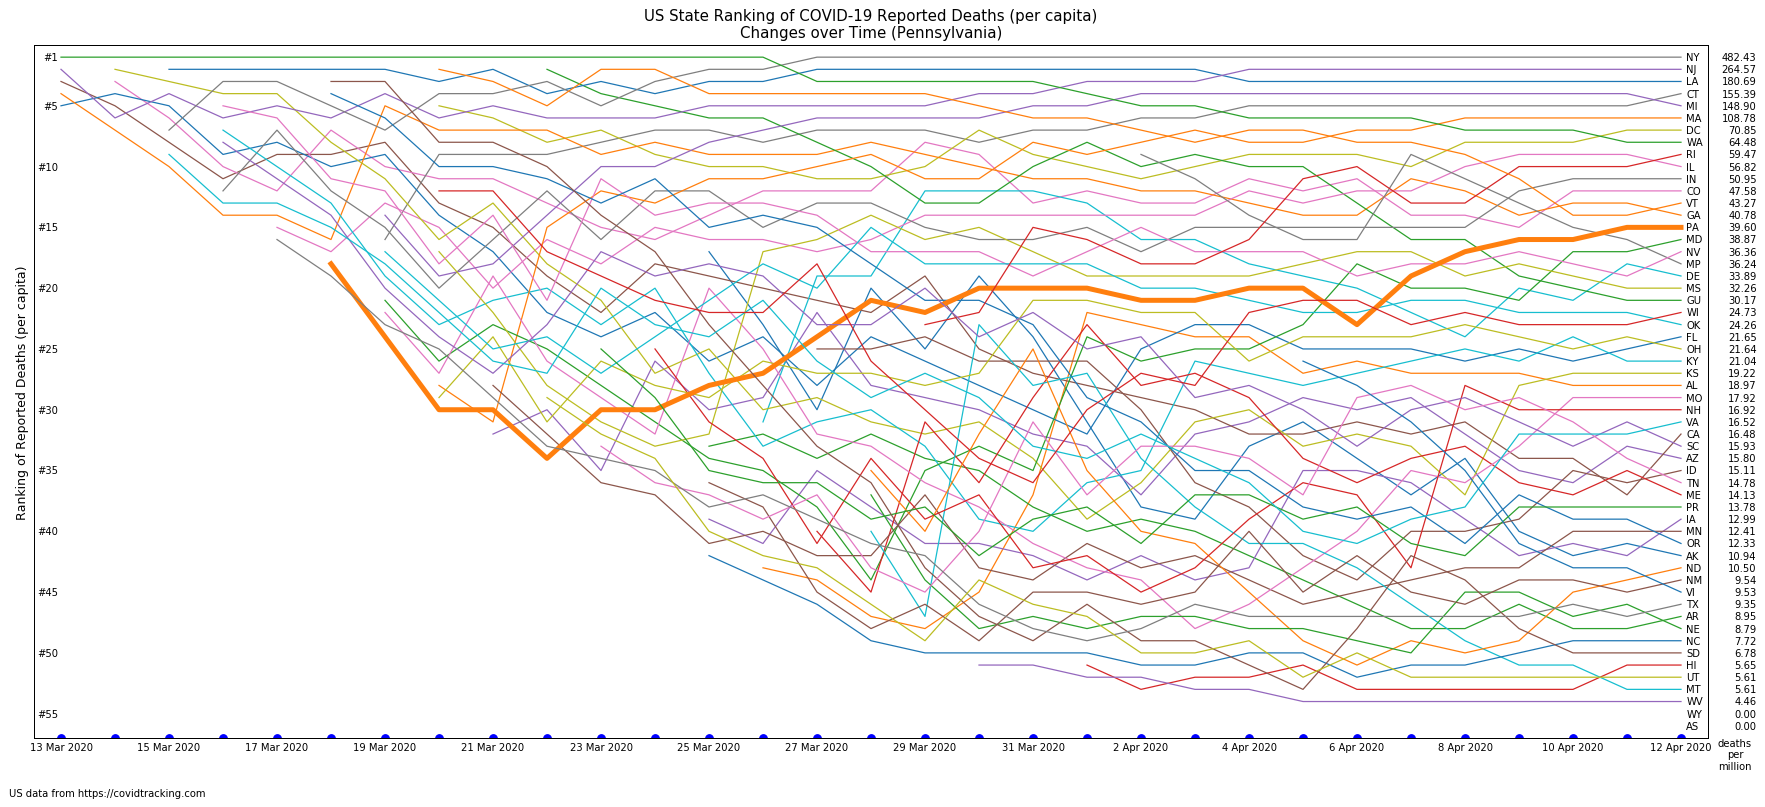 US State Ranking of COVID-19 Reported Deaths (per capita)
Changes over Time (Pennsylvania)
Ranking of Reported Deaths (per capita)
#1
#5
#10
#15
#20
#25
#30
#35
#40
#45
#50
#55
NY 482.43
NJ 264.57
LA 180.69
CT 155.39
MI 148.90
MA 108.78
DC 70.85
WA 64.48
RI 59.47
IL 56.82
IN 50.95
CO 47.58
VT 43.27
GA 40.78
PA 39.60
MD 38.87
NV 36.36
MP 36.24
DE 33.89
MS 32.26
GU 30.17
WI 24.73
OK 24.26
FL 21.65
OH 21.64
KY 21.04
KS 19.22
AL 18.97
MO 17.92
NH 16.92
VA 16.52
CA 16.48
SC 15.93
AZ 15.80
ID 15.11
TN 14.78
ME 14.13
PR 13.78
IA 12.99
MN 12.41
OR 12.33
AK 10.94
ND 10.50
NM 9.54
VI 9.53
TX 9.35
AR 8.95
NE 8.79
NC 7.72
SD 6.78
HI 5.65
UT 5.61
MT 5.61
WV 4.46
WY 0.00
AS 0.00
13 Mar 2020 15 Mar 2020 17 Mar 2020 19 Mar 2020 21 Mar 2020 23 Mar 2020 25 Mar 2020 27 Mar 2020 29 Mar 2020 31 Mar 2020 2 Apr 2020 4 Apr 2020 6 Apr 2020 8 Apr 2020 10 Apr 2020 12 Apr 2020
deaths
per
million
US data from https://covidtracking.com